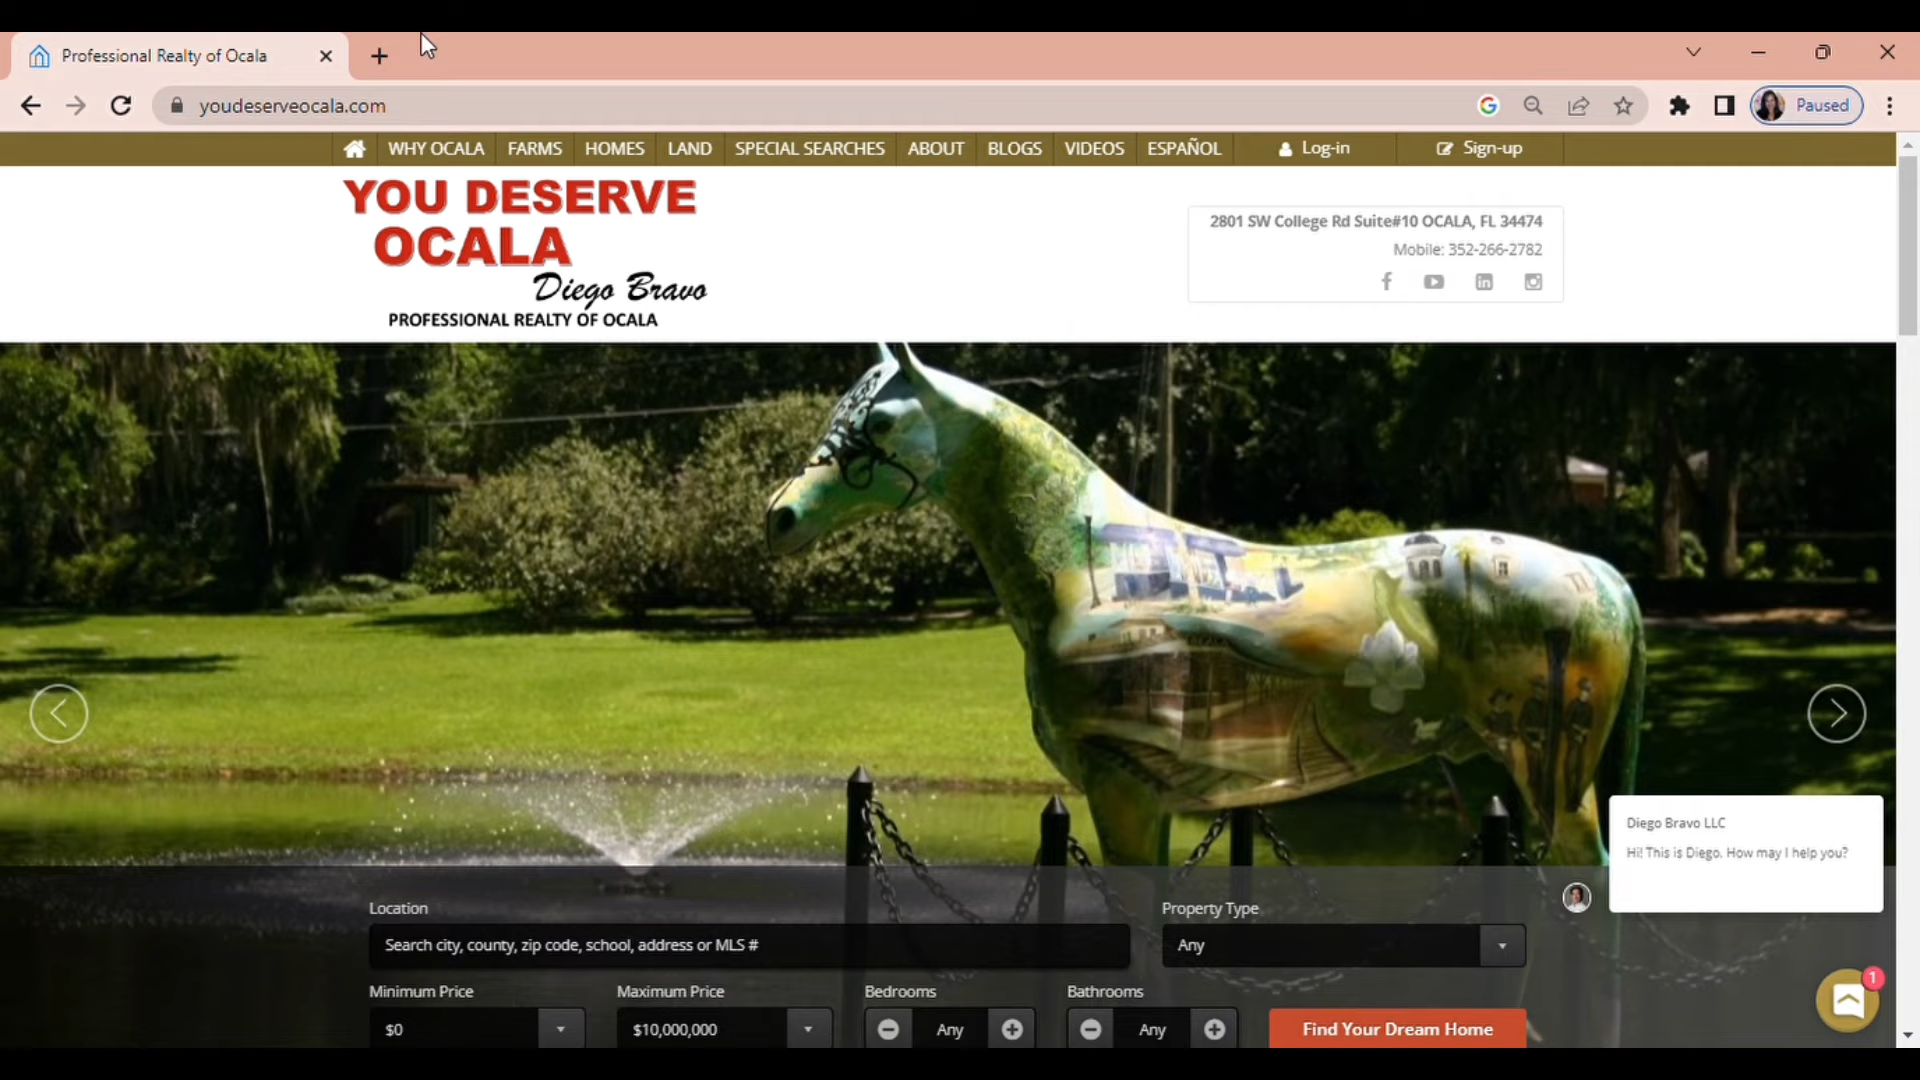 Professional Realty of Ocala
youdeserveocala.com
Paused
WHY OCALA
FARMS
HOMES
LAND
SPECIAL SEARCHES
ABOUT
BLOGS
VIDEOS
ESPAÑOL
Log-in
Sign-up
YOU DESERVE
OCALA
Diego Bravo
PROFESSIONAL REALTY OF OCALA
2801 SW College Rd Suite#10 OCALA, FL 34474
Mobile: 352-266-2782
Diego Bravo LLC
Hi! This is Diego. How may I help you?
Location
Property Type
Search city, county, zip code, school, address or MLS #
Any
Minimum Price
Maximum Price
Bedrooms
Bathrooms
$0
$10,000,000
Any
Any
Find Your Dream Home
1